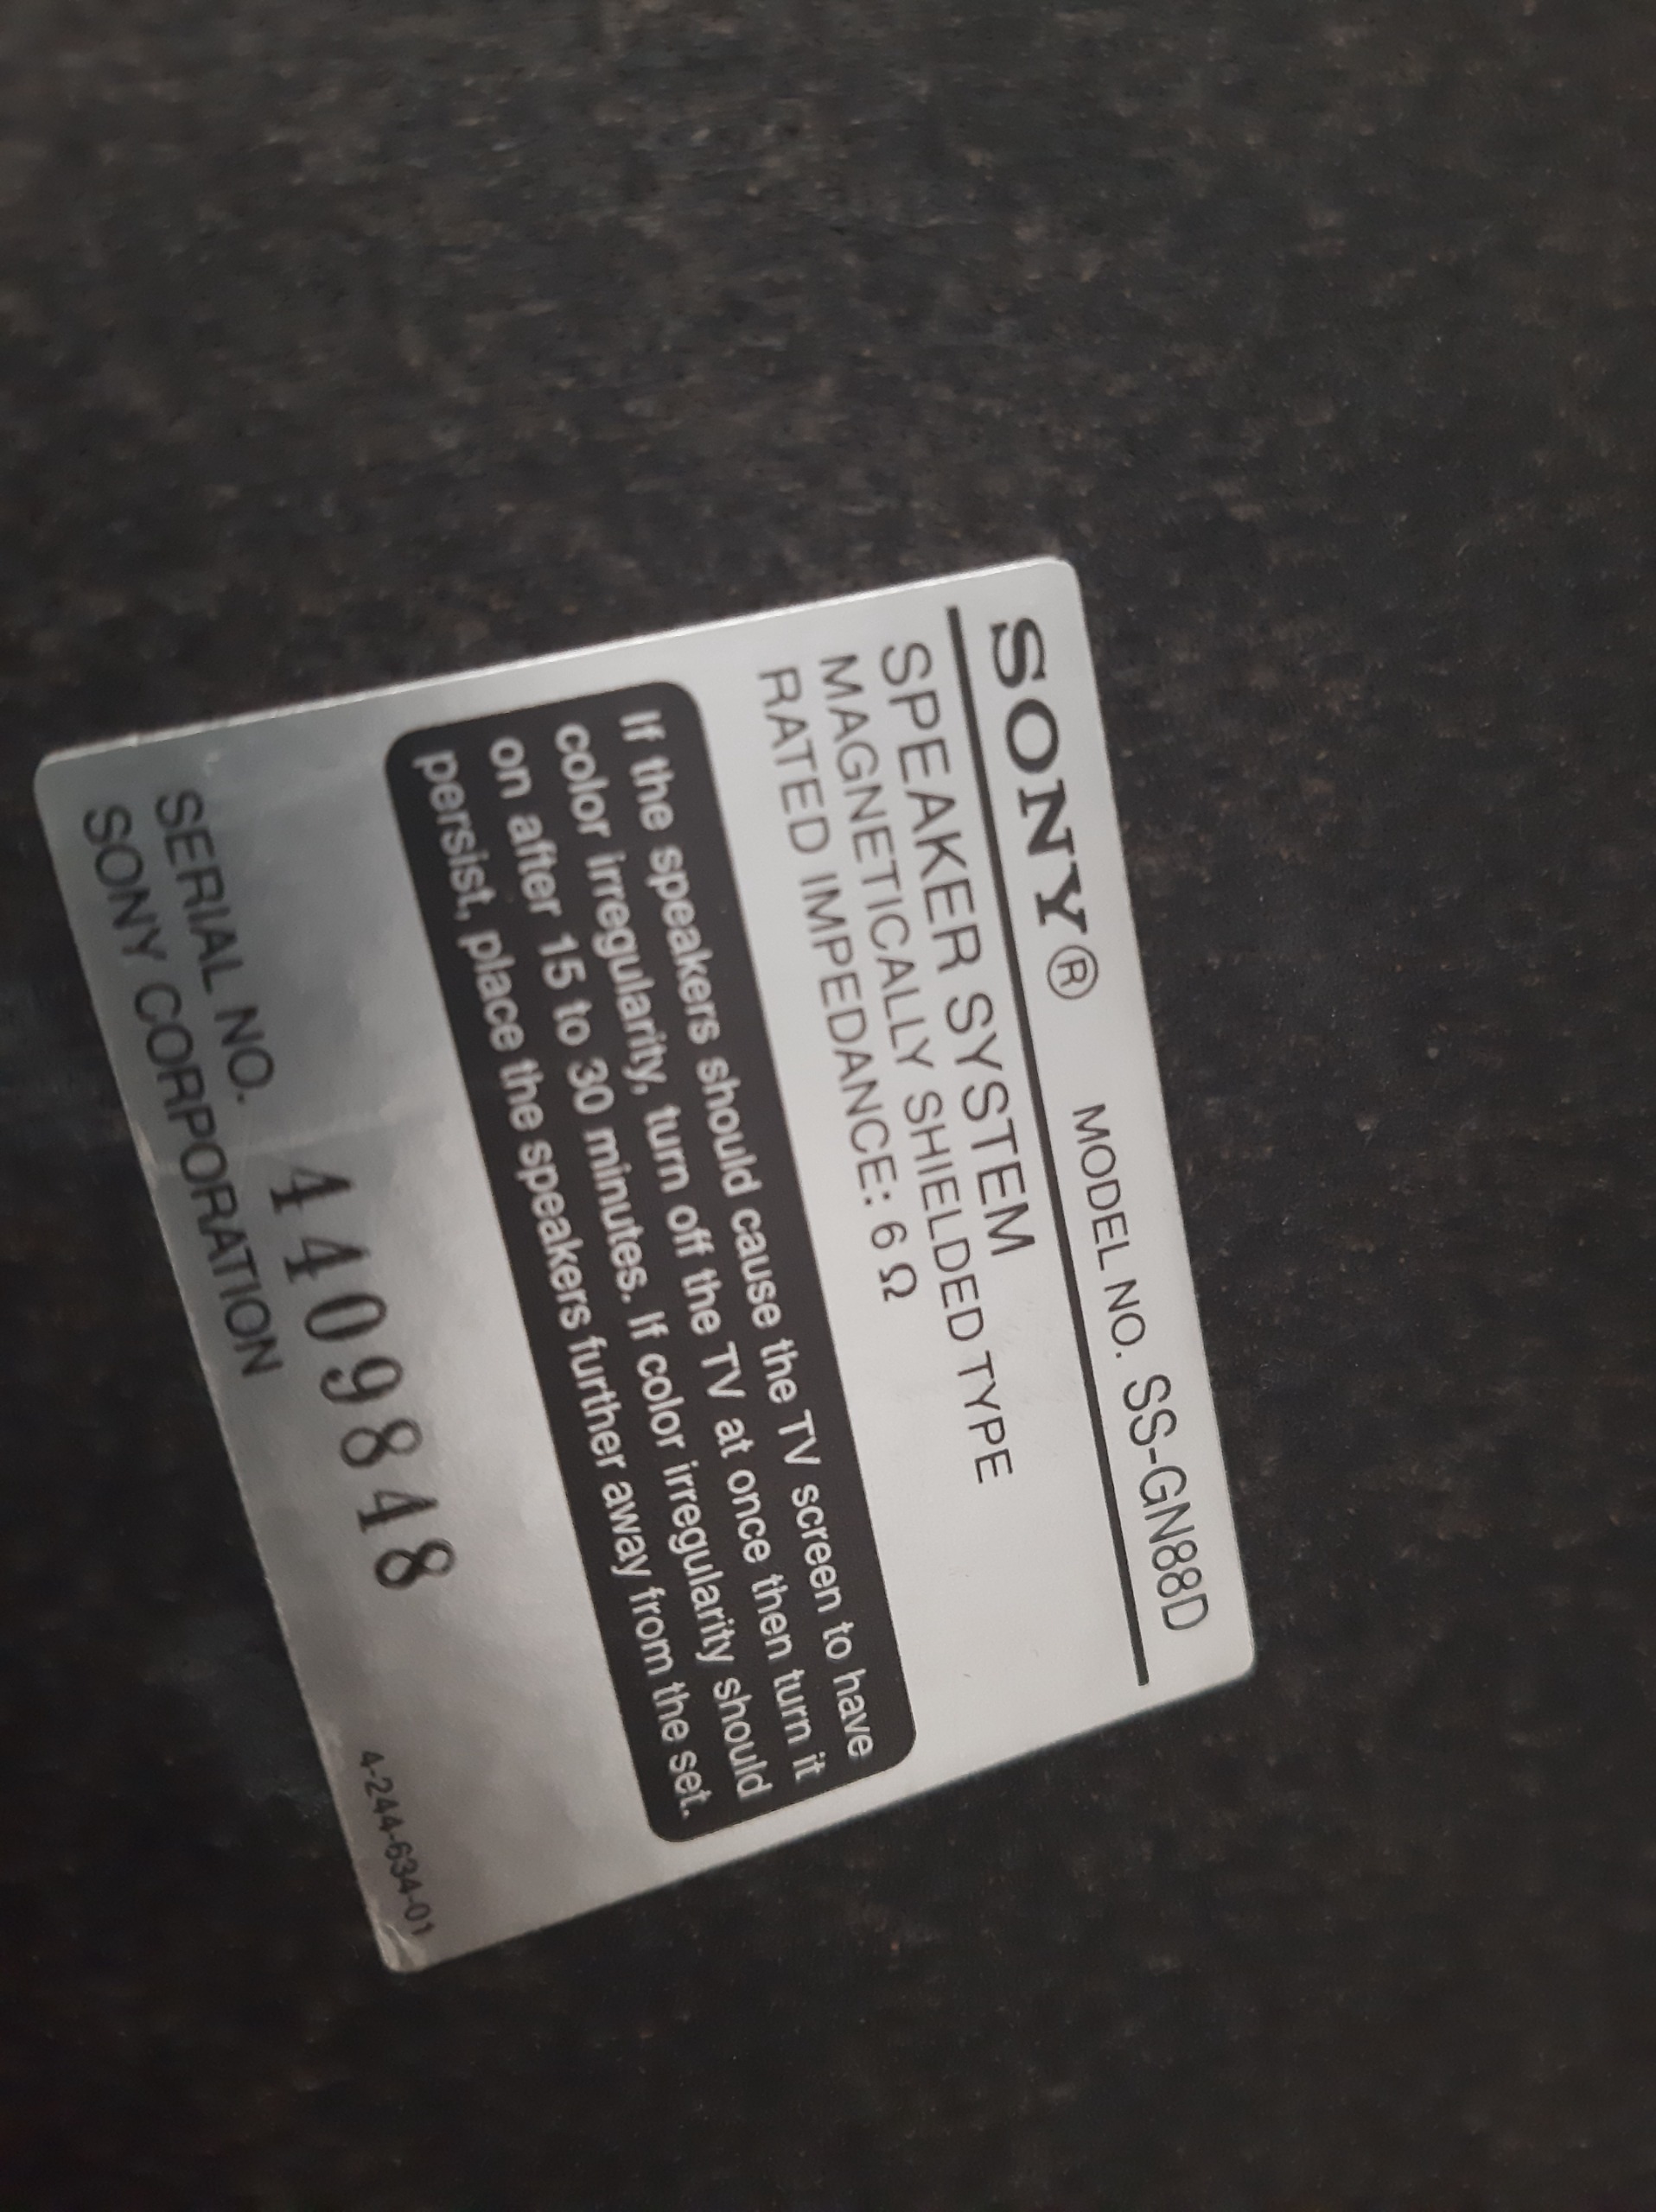 SONY® MODEL NO. SS-GN88D
SPEAKER SYSTEM
MAGNETICALLY SHIELDED TYPE
RATED IMPEDANCE: 6 Ω
If the speakers should cause the TV screen to have
color irregularity, turn off the TV at once then turn it
on after 15 to 30 minutes. If color irregularity should
persist, place the speakers further away from the set.
SERIAL NO. 4409848
SONY CORPORATION
4-244-634-01